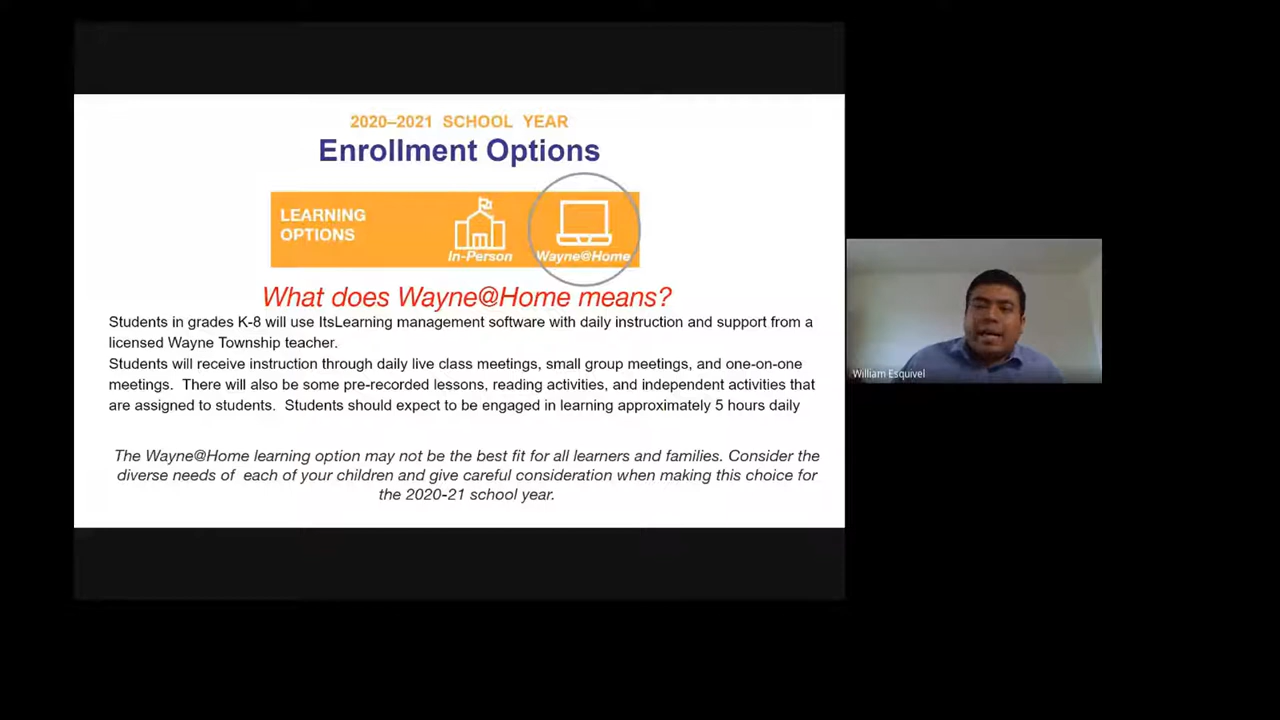 2020–2021 SCHOOL YEAR
Enrollment Options
LEARNING
OPTIONS
In-Person
Wayne@Home
What does Wayne@Home means?
Students in grades K-8 will use ItsLearning management software with daily instruction and support from a
licensed Wayne Township teacher.
Students will receive instruction through daily live class meetings, small group meetings, and one-on-one
meetings. There will also be some pre-recorded lessons, reading activities, and independent activities that
are assigned to students. Students should expect to be engaged in learning approximately 5 hours daily
The Wayne@Home learning option may not be the best fit for all learners and families. Consider the
diverse needs of each of your children and give careful consideration when making this choice for
the 2020-21 school year.
William Esquivel